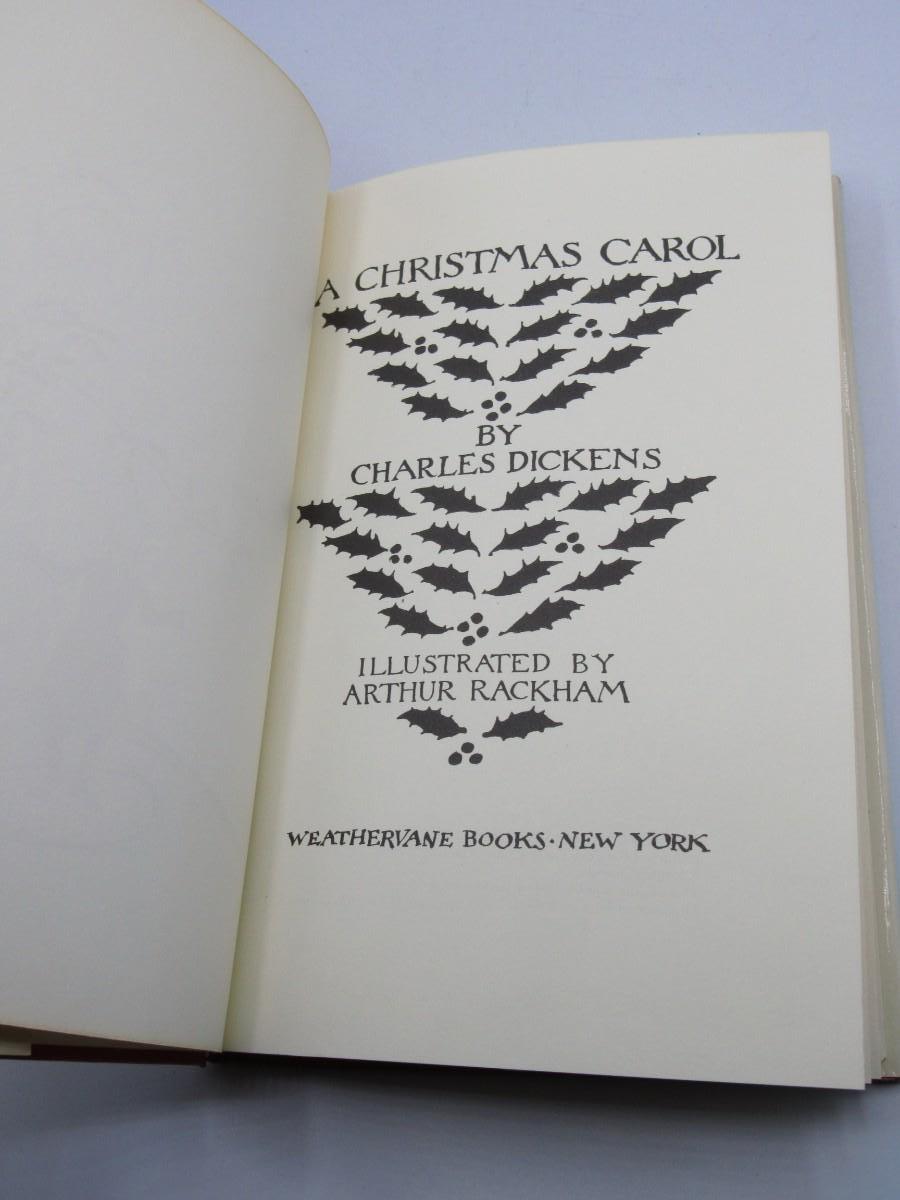 A CHRISTMAS CAROL
BY
CHARLES DICKENS
ILLUSTRATED BY
ARTHUR RACKHAM
WEATHERVANE BOOKS · NEW YORK